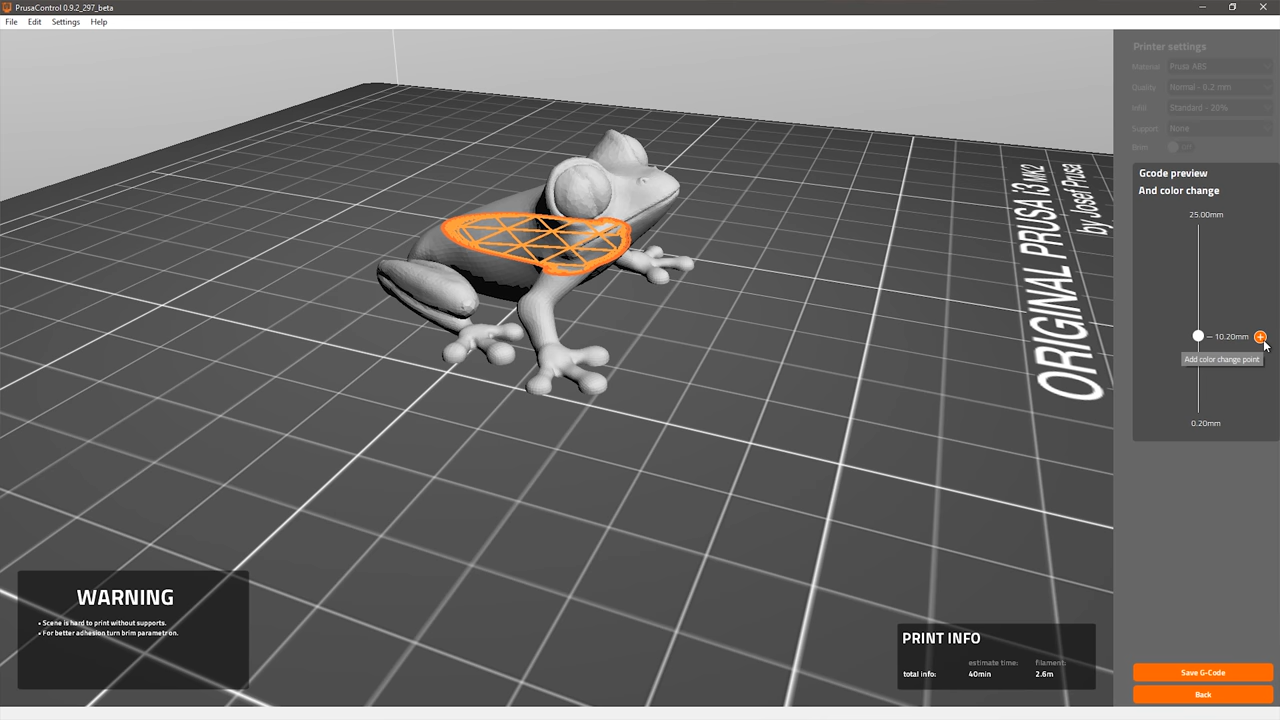 PrusaControl 0.9.2_297_beta
File Edit Settings Help
Printer settings
Material Prusa ABS
Quality Normal - 0.2 mm
Infill Standard - 20%
Support None
Brim Off
Gcode preview
And color change
25.00mm
10.20mm
Add color change point
0.20mm
ORIGINAL PRUSA i3 MK2
by Josef Prusa
WARNING
• Scene is hard to print without supports.
• For better adhesion turn brim parametr on.
PRINT INFO
estimate time: filament:
total info: 40min 2.6m
Save G-Code
Back